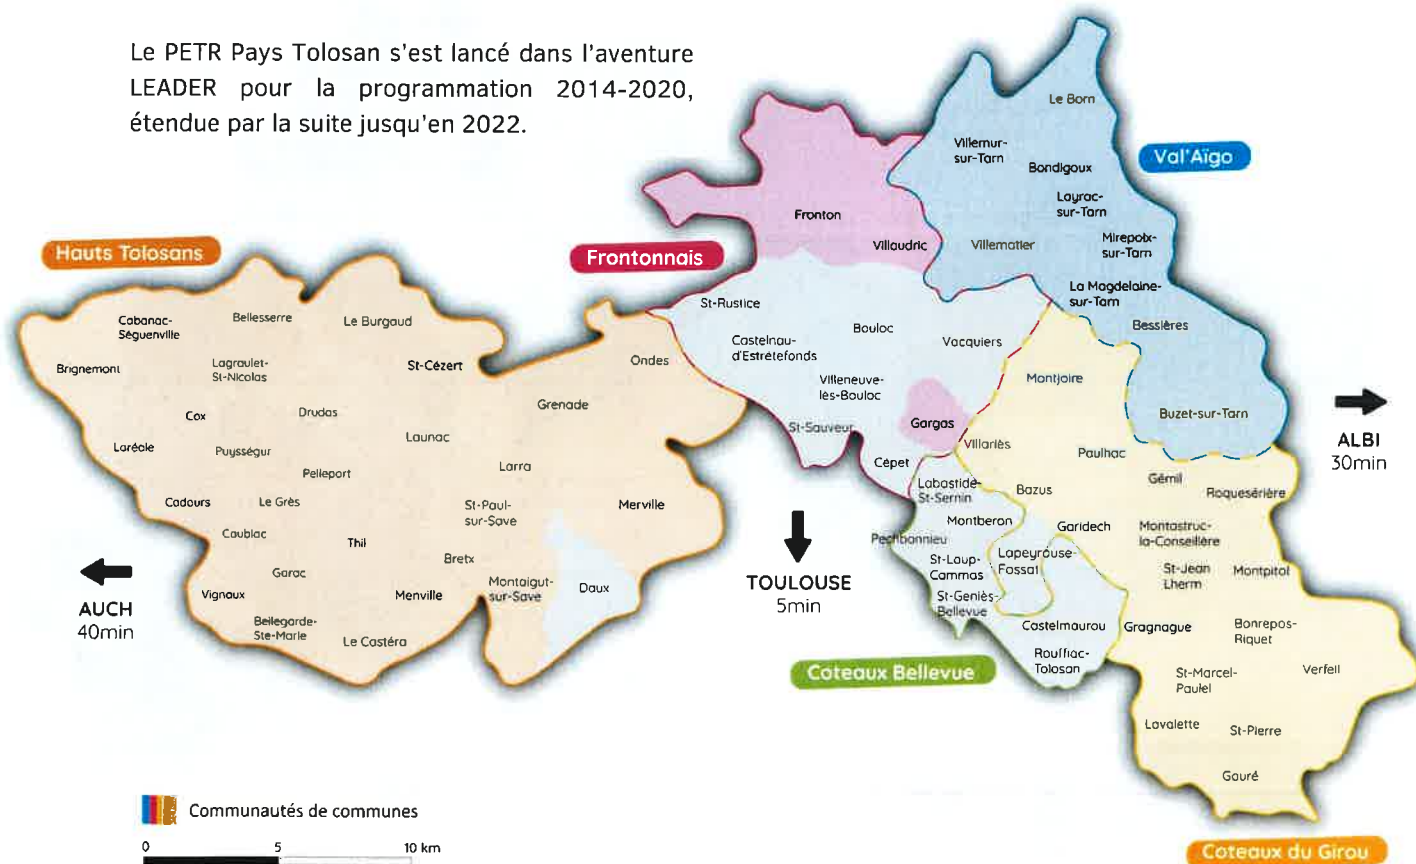 Le PETR Pays Tolosan s'est lancé dans l'aventure
LEADER pour la programmation 2014-2020,
étendue par la suite jusqu'en 2022.
Le Born
Villemur-
sur-Tarn
Bondigoux
Val'Aïgo
Layrac-
sur-Tarn
Fronton
Villaudric
Villematier
Mirepoix-
sur-Tarn
Hauts Tolosans
Frontonnais
La Magdelaine-
sur-Tarn
Bessières
Cabanac-
Séguenville
Bellesserre
Le Burgaud
St-Rustice
Bouloc
Vacquiers
Castelnau-
d'Estrétefonds
Brignemont
Lagraulet-
St-Nicolas
St-Cézert
Ondes
Villeneuve-
lès-Bouloc
Montjoire
Cox
Drudas
Grenade
Buzet-sur-Tarn
Gargas
St-Sauveur
ALBI
30min
Laréole
Puysségur
Launac
Villariès
Paulhac
Pelleport
Larra
Cépet
Labastide-
St-Sernin
Bazus
Gémil
Roquesérière
Cadours
Le Grès
St-Paul-
sur-Save
Merville
Montberon
Garidech
Montastruc-
la-Conseillère
Caubiac
Thil
Pechbonnieu
Bretx
St-Loup-
Cammas
Lapeyrouse-
Fossat
St-Jean
Lherm
Montpitol
Garac
AUCH
40min
Vignaux
Menville
Montaigut-
sur-Save
Daux
TOULOUSE
5min
St-Geniès-
Bellevue
Bellegarde-
Ste-Marie
Le Castéra
Castelmaurou
Gragnague
Bonrepos-
Riquet
Rouffiac-
Tolosan
Coteaux Bellevue
St-Marcel-
Paulel
Verfeil
Lavalette
St-Pierre
Gauré
Communautés de communes
0 5 10 km
Coteaux du Girou